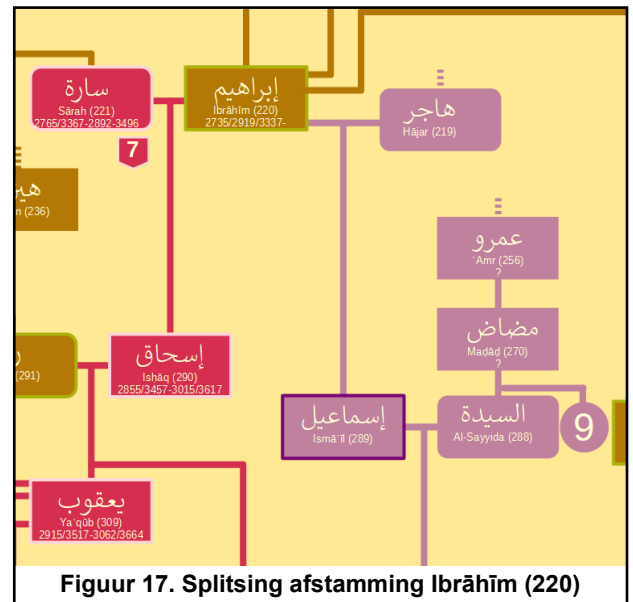 سارة
Sārah (221)
2765/3367-2892-3496
7
إبراهيم
Ibrāhīm (220)
2735/2919/3337-
هاجر
Hājar (219)
(236)
عمرو
ʿAmr (256)
?
مضاض
Maḍāḍ (270)
?
(291)
إسحاق
Isḥāq (290)
2855/3457-3015/3617
إسماعيل
Ismāʿīl (289)
السيدة
Al-Sayyida (288)
9
يعقوب
Yaʿqūb (309)
2915/3517-3062/3664
Figuur 17. Splitsing afstamming Ibrāhīm (220)